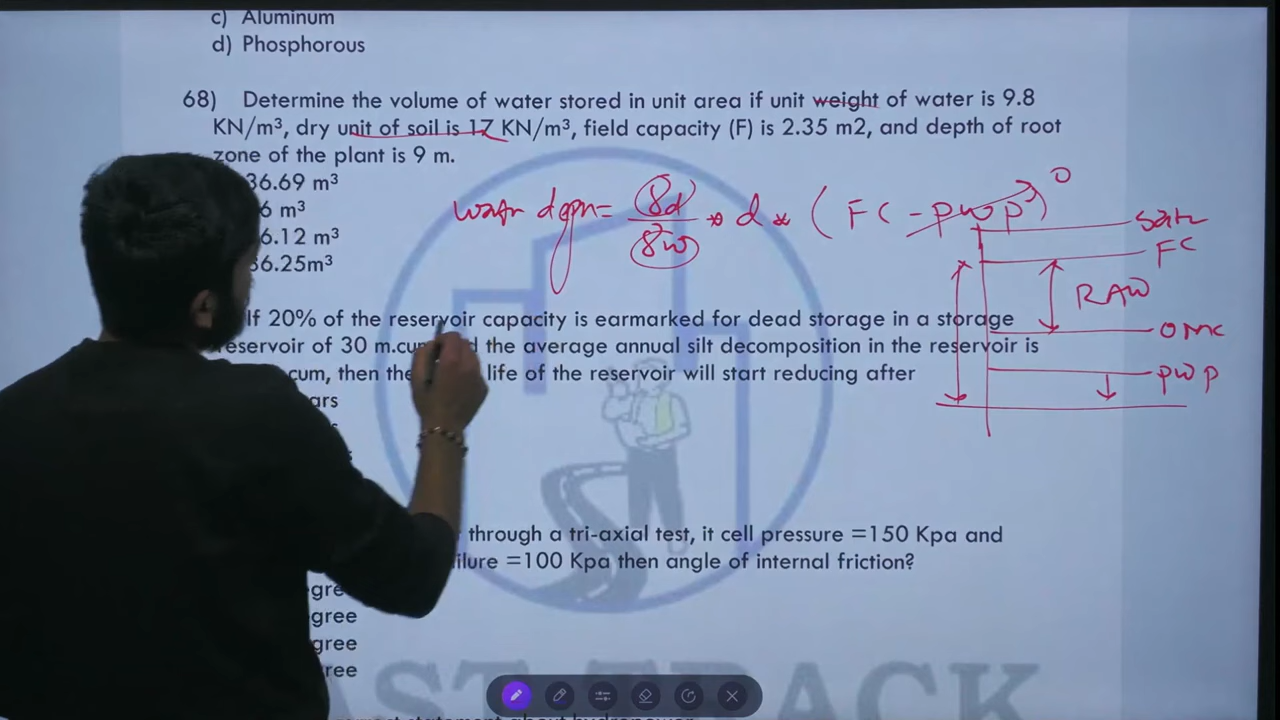 c) Aluminum
d) Phosphorous
68) Determine the volume of water stored in unit area if unit weight of water is 9.8
KN/m³, dry unit of soil is 17 KN/m³, field capacity (F) is 2.35 m2, and depth of root
zone of the plant is 9 m.
36.69 m³
6 m³
6.12 m³
36.25m³
water depth = γd/γw * d * (FC - PWP) 0
Satu
FC
RAW
OMC
PWP
If 20% of the reservoir capacity is earmarked for dead storage in a storage
reservoir of 30 m.cum the average annual silt decomposition in the reservoir is
cum, then the life of the reservoir will start reducing after
ars
through a tri-axial test, it cell pressure =150 Kpa and
ilure =100 Kpa then angle of internal friction?
gree
gree
gree
ree
FAST TRACK